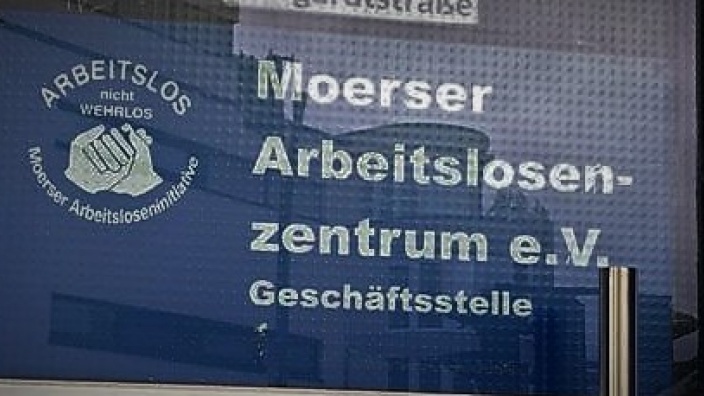 ARBEITSLOS
nicht
WEHRLOS
Moerser Arbeitsloseninitiative
Moerser
Arbeitslosen-
zentrum e.V.
Geschäftsstelle